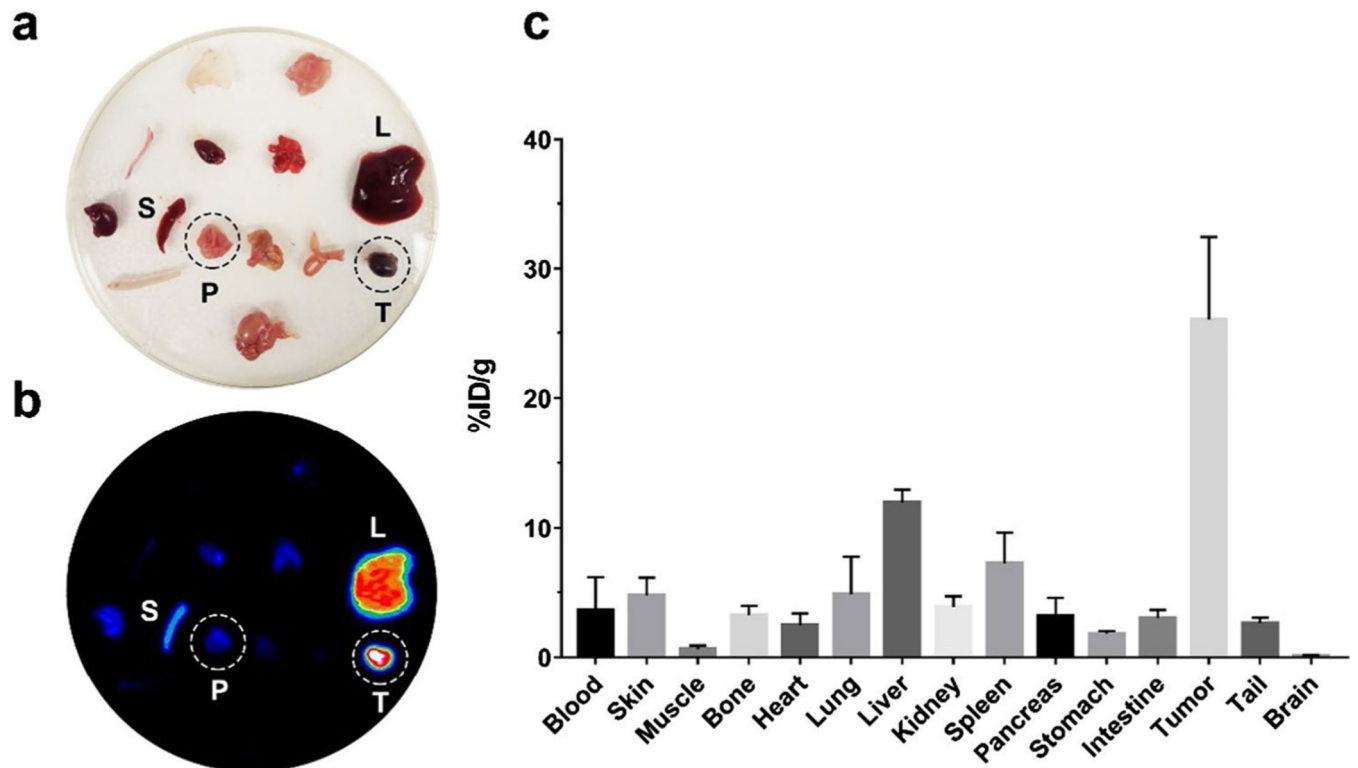 a
L
S
P
T
b
L
S
P
T
c
%ID/g
40
30
20
10
0
Blood
Skin
Muscle
Bone
Heart
Lung
Liver
Kidney
Spleen
Pancreas
Stomach
Intestine
Tumor
Tail
Brain